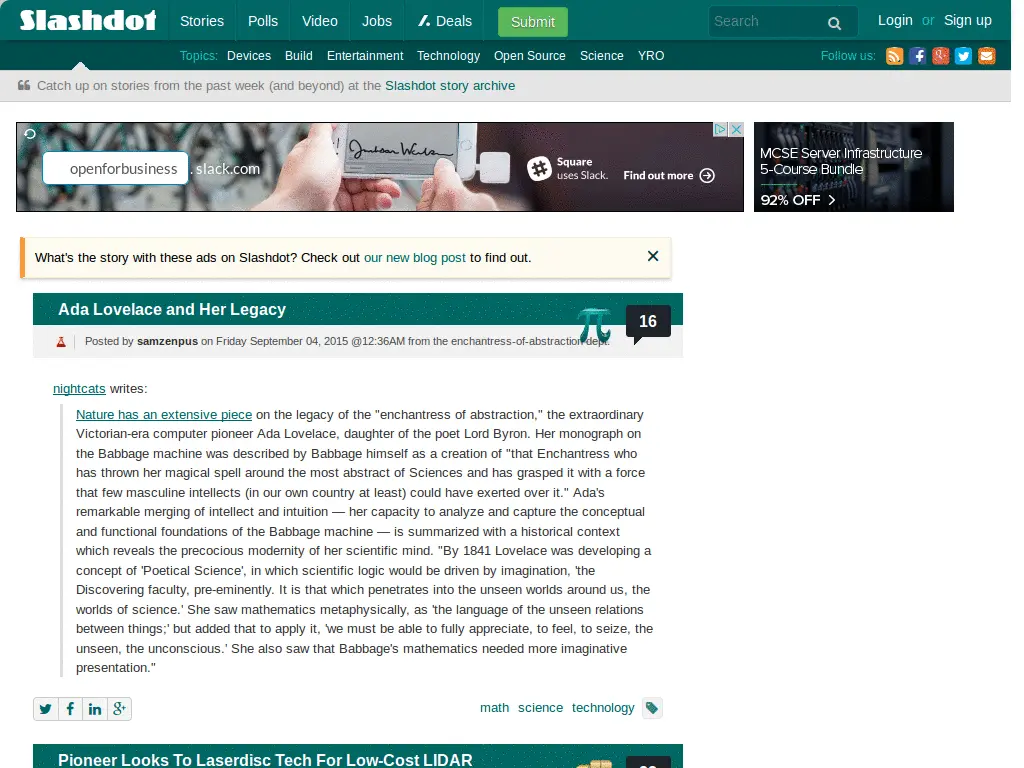 Slashdot Stories Polls Video Jobs Deals Submit Search Login or Sign up
Topics: Devices Build Entertainment Technology Open Source Science YRO Follow us:
Catch up on stories from the past week (and beyond) at the Slashdot story archive
openforbusiness .slack.com
Square
uses Slack. Find out more
MCSE Server Infrastructure
5-Course Bundle
92% OFF
What's the story with these ads on Slashdot? Check out our new blog post to find out.
Ada Lovelace and Her Legacy
16
Posted by samzenpus on Friday September 04, 2015 @12:36AM from the enchantress-of-abstraction dept.
nightcats writes:
Nature has an extensive piece on the legacy of the "enchantress of abstraction," the extraordinary
Victorian-era computer pioneer Ada Lovelace, daughter of the poet Lord Byron. Her monograph on
the Babbage machine was described by Babbage himself as a creation of "that Enchantress who
has thrown her magical spell around the most abstract of Sciences and has grasped it with a force
that few masculine intellects (in our own country at least) could have exerted over it." Ada's
remarkable merging of intellect and intuition — her capacity to analyze and capture the conceptual
and functional foundations of the Babbage machine — is summarized with a historical context
which reveals the precocious modernity of her scientific mind. "By 1841 Lovelace was developing a
concept of 'Poetical Science', in which scientific logic would be driven by imagination, 'the
Discovering faculty, pre-eminently. It is that which penetrates into the unseen worlds around us, the
worlds of science.' She saw mathematics metaphysically, as 'the language of the unseen relations
between things;' but added that to apply it, 'we must be able to fully appreciate, to feel, to seize, the
unseen, the unconscious.' She also saw that Babbage's mathematics needed more imaginative
presentation."
math science technology
Pioneer Looks To Laserdisc Tech For Low-Cost LIDAR